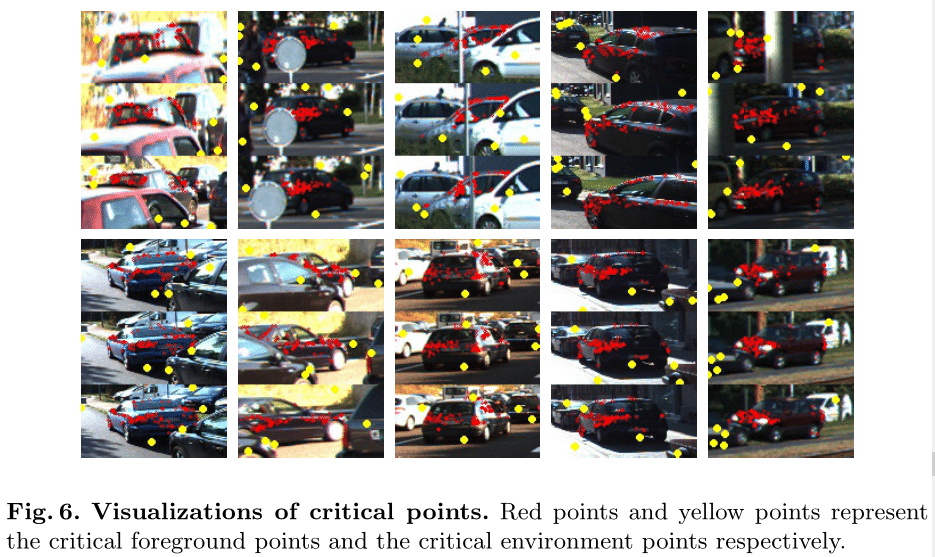 Fig. 6. Visualizations of critical points. Red points and yellow points represent
the critical foreground points and the critical environment points respectively.